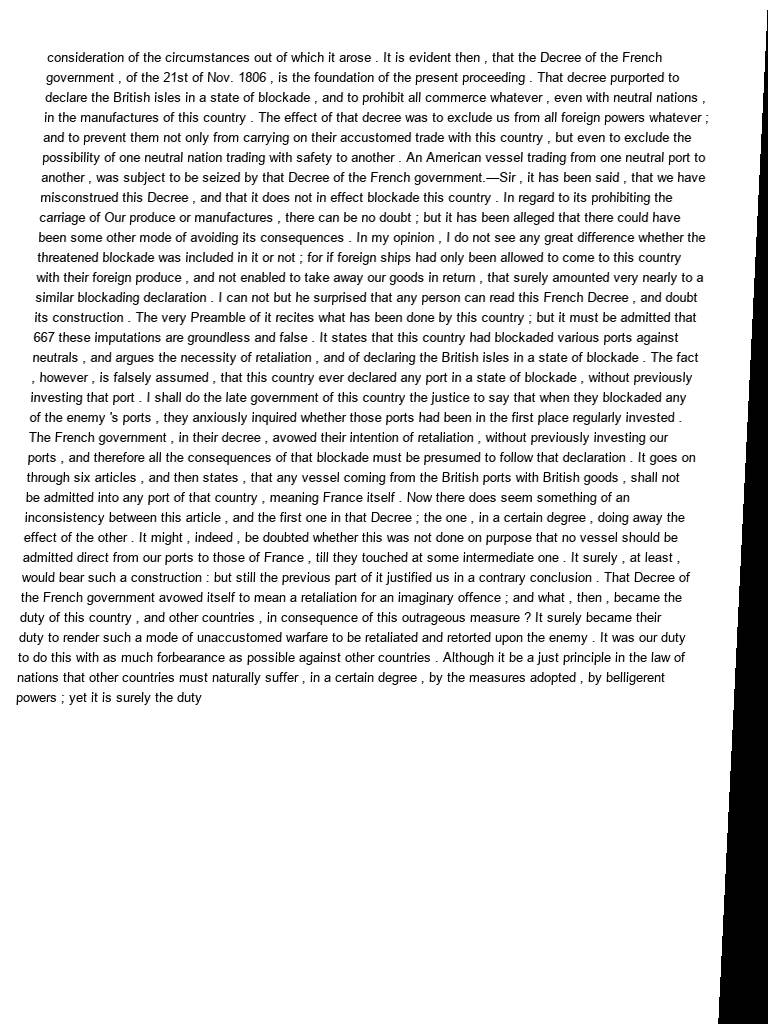 consideration of the circumstances out of which it arose . It is evident then , that the Decree of the French
government , of the 21st of Nov. 1806 , is the foundation of the present proceeding . That decree purported to
declare the British isles in a state of blockade , and to prohibit all commerce whatever , even with neutral nations ,
in the manufactures of this country . The effect of that decree was to exclude us from all foreign powers whatever ;
and to prevent them not only from carrying on their accustomed trade with this country , but even to exclude the
possibility of one neutral nation trading with safety to another . An American vessel trading from one neutral port to
another , was subject to be seized by that Decree of the French government.—Sir , it has been said , that we have
misconstrued this Decree , and that it does not in effect blockade this country . In regard to its prohibiting the
carriage of Our produce or manufactures , there can be no doubt ; but it has been alleged that there could have
been some other mode of avoiding its consequences . In my opinion , I do not see any great difference whether the
threatened blockade was included in it or not ; for if foreign ships had only been allowed to come to this country
with their foreign produce , and not enabled to take away our goods in return , that surely amounted very nearly to a
similar blockading declaration . I can not but he surprised that any person can read this French Decree , and doubt
its construction . The very Preamble of it recites what has been done by this country ; but it must be admitted that
667 these imputations are groundless and false . It states that this country had blockaded various ports against
neutrals , and argues the necessity of retaliation , and of declaring the British isles in a state of blockade . The fact
, however , is falsely assumed , that this country ever declared any port in a state of blockade , without previously
investing that port . I shall do the late government of this country the justice to say that when they blockaded any
of the enemy 's ports , they anxiously inquired whether those ports had been in the first place regularly invested .
The French government , in their decree , avowed their intention of retaliation , without previously investing our
ports , and therefore all the consequences of that blockade must be presumed to follow that declaration . It goes on
through six articles , and then states , that any vessel coming from the British ports with British goods , shall not
be admitted into any port of that country , meaning France itself . Now there does seem something of an
inconsistency between this article , and the first one in that Decree ; the one , in a certain degree , doing away the
effect of the other . It might , indeed , be doubted whether this was not done on purpose that no vessel should be
admitted direct from our ports to those of France , till they touched at some intermediate one . It surely , at least ,
would bear such a construction : but still the previous part of it justified us in a contrary conclusion . That Decree of
the French government avowed itself to mean a retaliation for an imaginary offence ; and what , then , became the
duty of this country , and other countries , in consequence of this outrageous measure ? It surely became their
duty to render such a mode of unaccustomed warfare to be retaliated and retorted upon the enemy . It was our duty
to do this with as much forbearance as possible against other countries . Although it be a just principle in the law of
nations that other countries must naturally suffer , in a certain degree , by the measures adopted , by belligerent
powers ; yet it is surely the duty